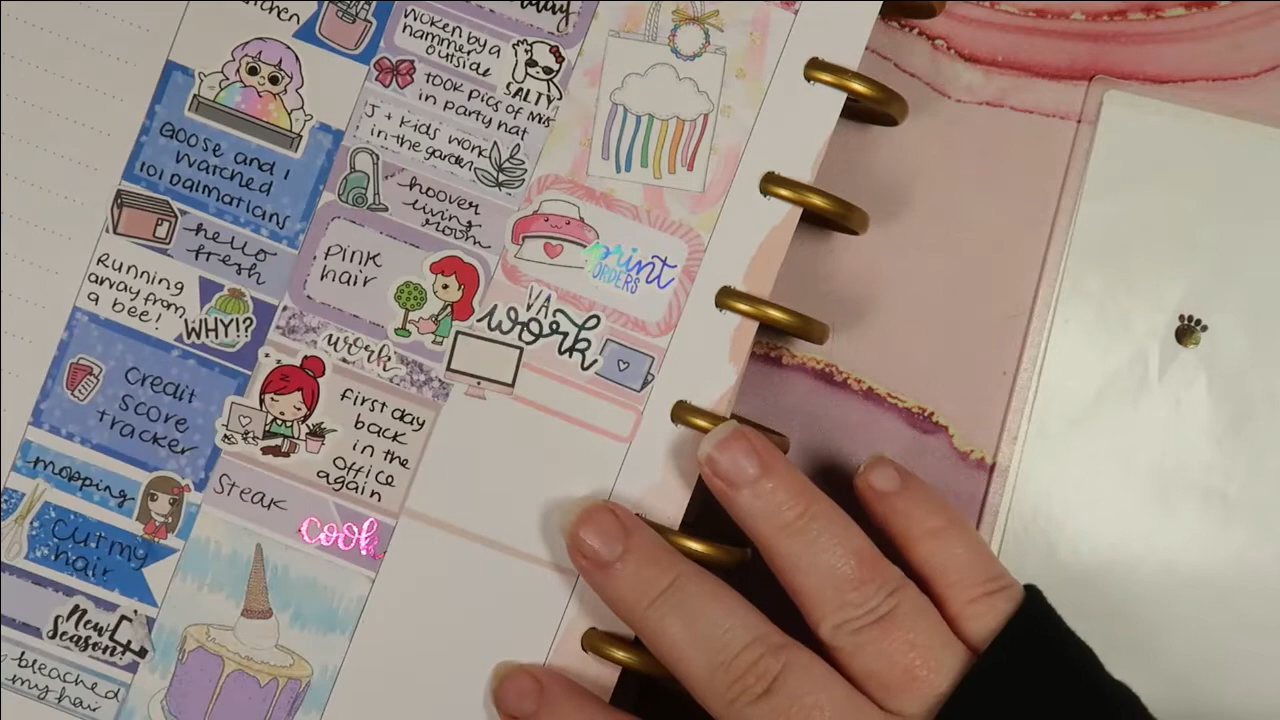 Goose and I
watched
101 Dalmatians
hello
fresh
Running
away from
a bee!
WHY!?
Credit
score
tracker
mopping
Cut my
hair
New
Season!
bleached
my hair
woken by a
hammer
outside
SALTY
took pics of
in party hat
J + kids work
in the garden
hoover
living
room
Pink
hair
work
first day
back
in the
office
again
Steak
cook
print
ORDERS
VA
work